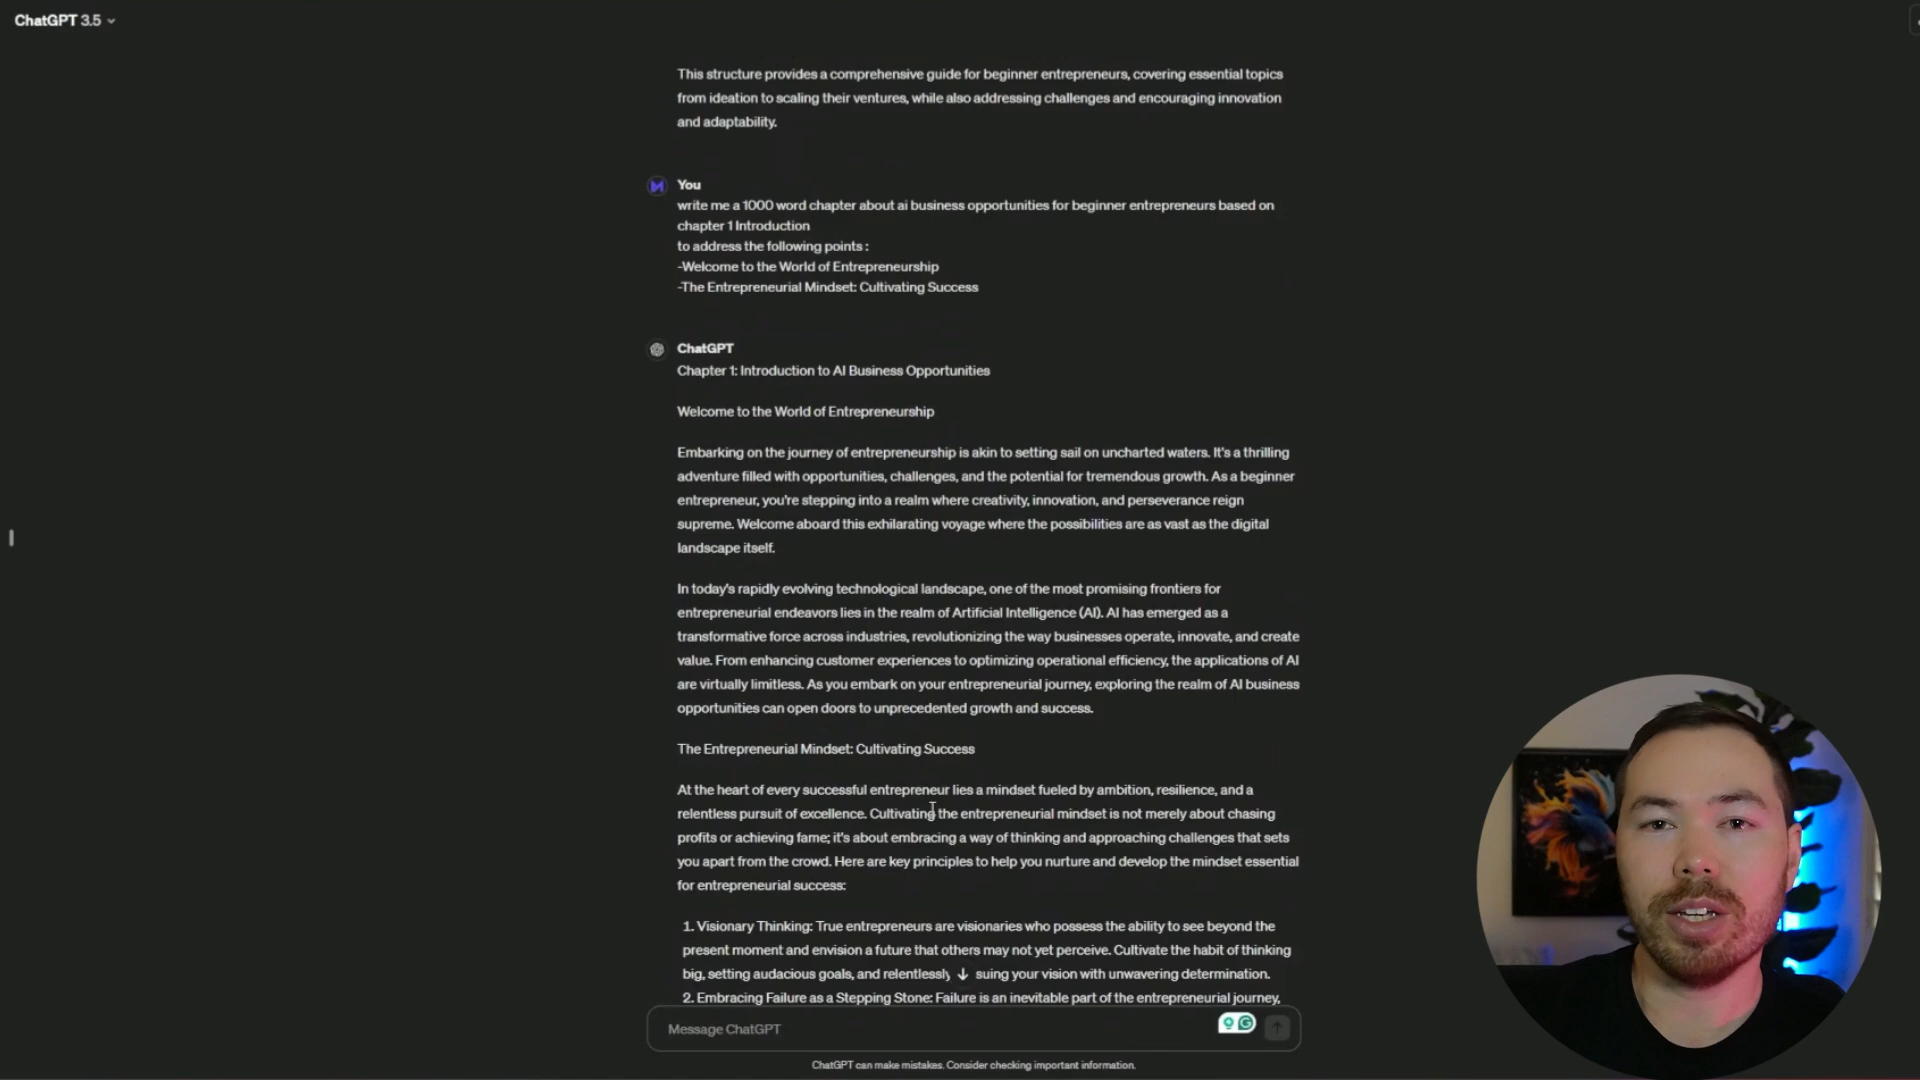 ChatGPT 3.5
This structure provides a comprehensive guide for beginner entrepreneurs, covering essential topics
from ideation to scaling their ventures, while also addressing challenges and encouraging innovation
and adaptability.
You
write me a 1000 word chapter about ai business opportunities for beginner entrepreneurs based on
chapter 1 Introduction
to address the following points :
-Welcome to the World of Entrepreneurship
-The Entrepreneurial Mindset: Cultivating Success
ChatGPT
Chapter 1: Introduction to AI Business Opportunities
Welcome to the World of Entrepreneurship
Embarking on the journey of entrepreneurship is akin to setting sail on uncharted waters. It's a thrilling
adventure filled with opportunities, challenges, and the potential for tremendous growth. As a beginner
entrepreneur, you're stepping into a realm where creativity, innovation, and perseverance reign
supreme. Welcome aboard this exhilarating voyage where the possibilities are as vast as the digital
landscape itself.
In today's rapidly evolving technological landscape, one of the most promising frontiers for
entrepreneurial endeavors lies in the realm of Artificial Intelligence (AI). AI has emerged as a
transformative force across industries, revolutionizing the way businesses operate, innovate, and create
value. From enhancing customer experiences to optimizing operational efficiency, the applications of AI
are virtually limitless. As you embark on your entrepreneurial journey, exploring the realm of AI business
opportunities can open doors to unprecedented growth and success.
The Entrepreneurial Mindset: Cultivating Success
At the heart of every successful entrepreneur lies a mindset fueled by ambition, resilience, and a
relentless pursuit of excellence. Cultivating the entrepreneurial mindset is not merely about chasing
profits or achieving fame; it's about embracing a way of thinking and approaching challenges that sets
you apart from the crowd. Here are key principles to help you nurture and develop the mindset essential
for entrepreneurial success:
1. Visionary Thinking: True entrepreneurs are visionaries who possess the ability to see beyond the
present moment and envision a future that others may not yet perceive. Cultivate the habit of thinking
big, setting audacious goals, and relentlessly suing your vision with unwavering determination.
2. Embracing Failure as a Stepping Stone: Failure is an inevitable part of the entrepreneurial journey,
Message ChatGPT
ChatGPT can make mistakes. Consider checking important information.